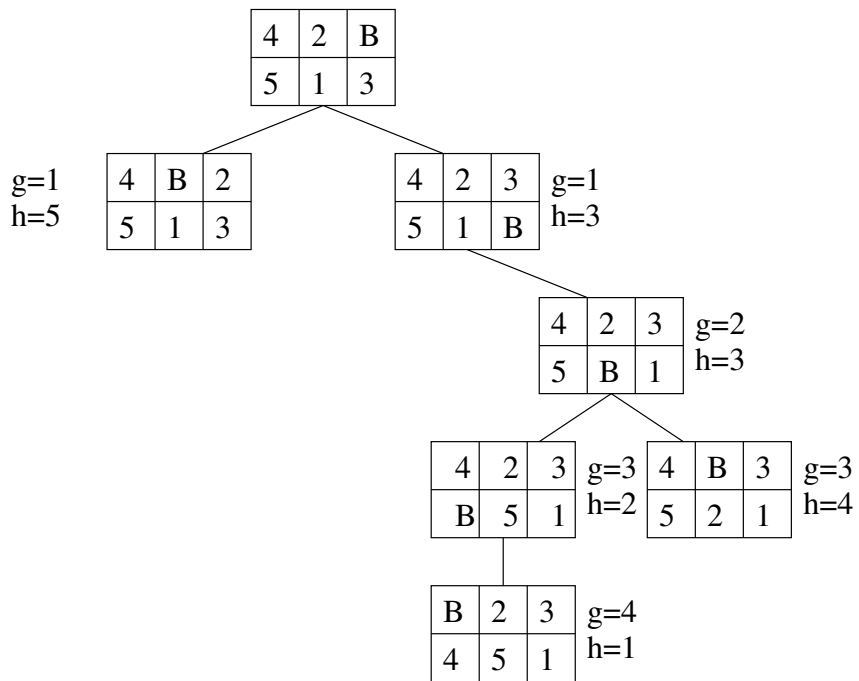 4 2 B
5 1 3
g=1 4 B 2 4 2 3 g=1
h=5 5 1 3 5 1 B h=3
4 2 3 g=2
5 B 1 h=3
4 2 3 g=3 4 B 3 g=3
B 5 1 h=2 5 2 1 h=4
B 2 3 g=4
4 5 1 h=1